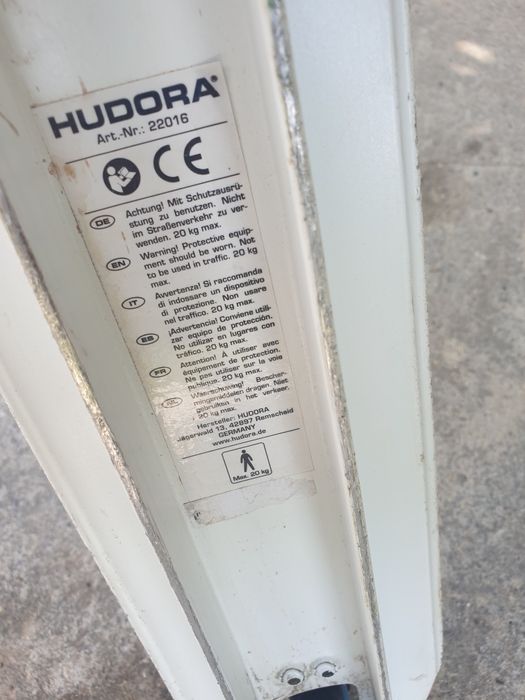 HUDORA®
Art.-Nr.: 22016
CE
DE Achtung! Mit Schutzausrü-
stung zu benutzen. Nicht
im Straßenverkehr zu ver-
wenden. 20 kg max.
EN Warning! Protective equip-
ment should be worn. Not
to be used in traffic. 20 kg
max.
IT Avvertenza! Si raccomanda
di indossare un dispositivo
di protezione. Non usare
nel traffico. 20 kg max.
ES ¡Advertencia! Conviene utili-
zar equipo de protección.
No utilizar en lugares con
tráfico. 20 kg max.
FR Attention! À utiliser avec
équipement de protection.
Ne pas utiliser sur la voie
publique. 20 kg max.
NL Waarschuwing! Bescher-
mingsmiddelen dragen. Niet
gebruiken in het verkeer.
20 kg max.
Hersteller: HUDORA
Jägerwald 13, 42897 Remscheid
GERMANY
www.hudora.de
Max. 20 kg